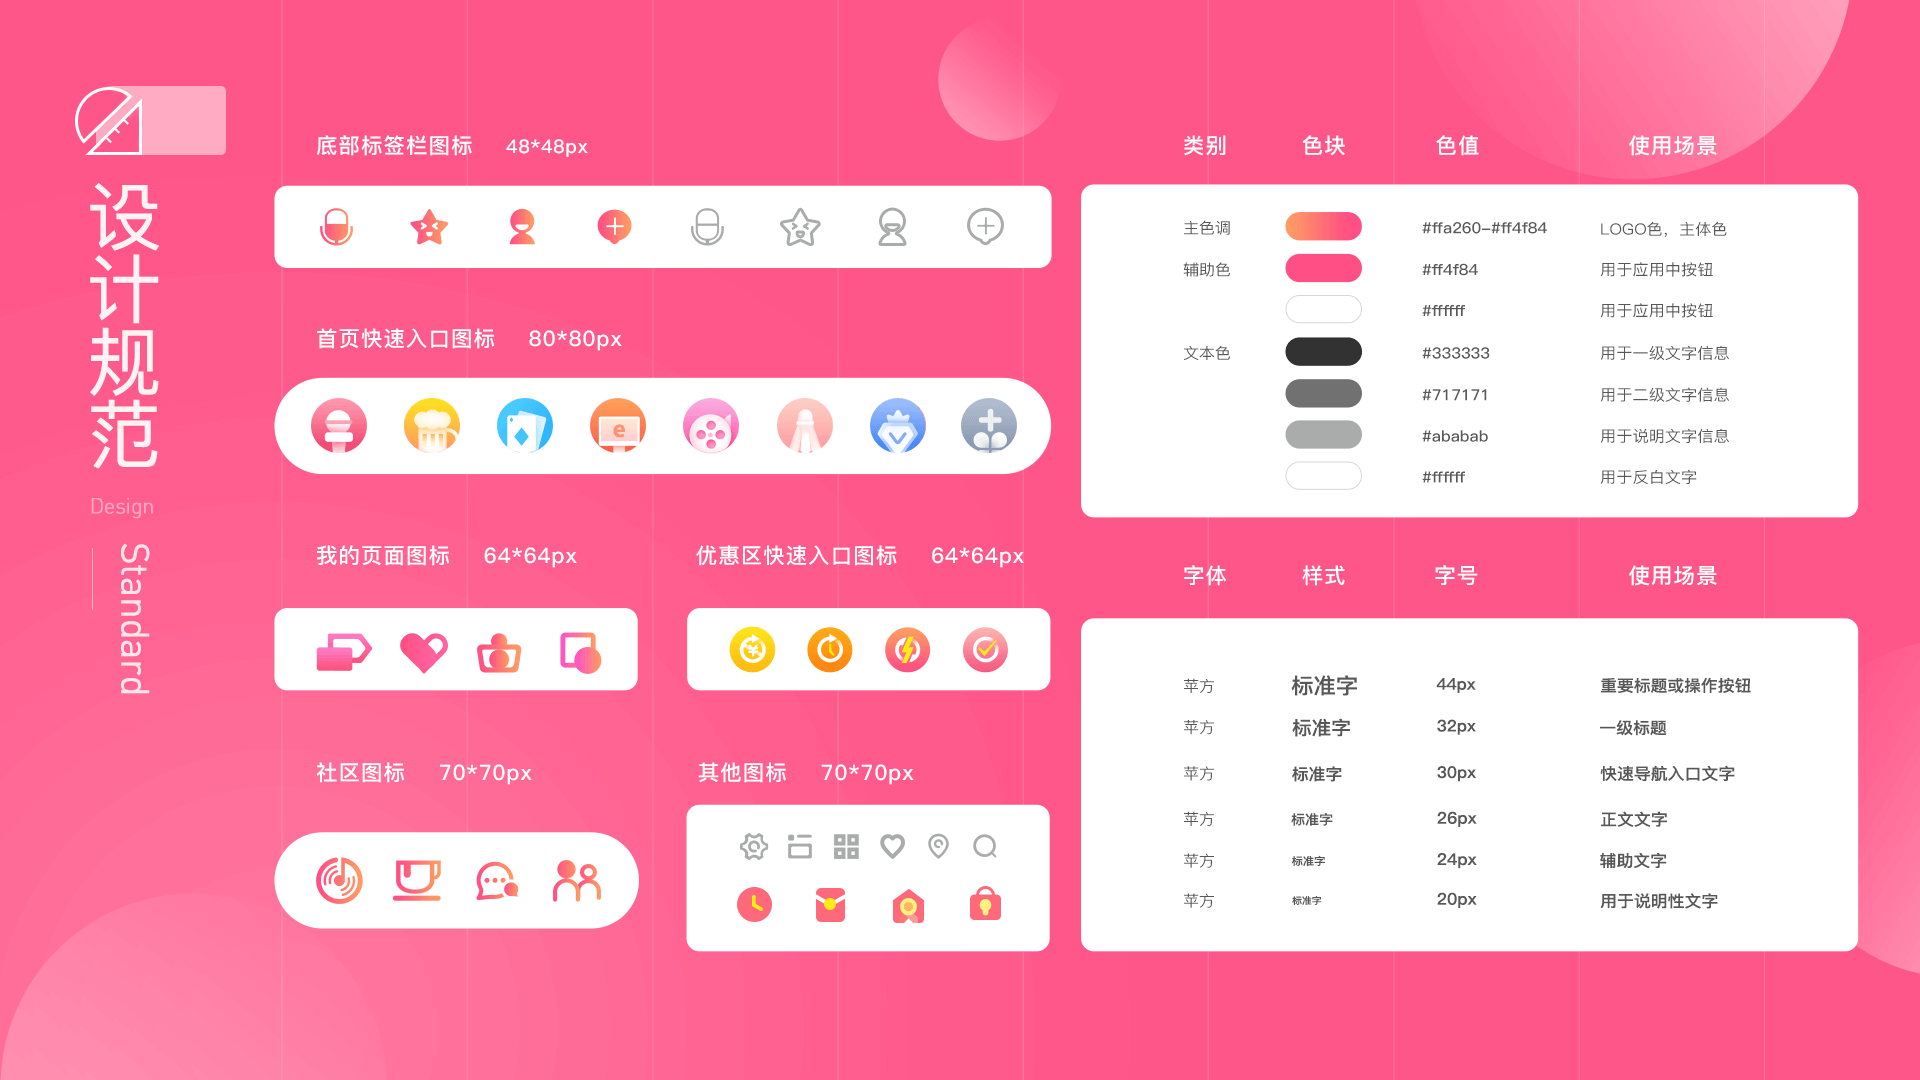 设计规范
Design
Standard
底部标签栏图标 48*48px
首页快速入口图标 80*80px
e
我的页面图标 64*64px
优惠区快速入口图标 64*64px
社区图标 70*70px
其他图标 70*70px
类别 色块 色值 使用场景
主色调 #ffa260-#ff4f84 LOGO色，主体色
辅助色 #ff4f84 用于应用中按钮
#ffffff 用于应用中按钮
文本色 #333333 用于一级文字信息
#717171 用于二级文字信息
#ababab 用于说明文字信息
#ffffff 用于反白文字
字体 样式 字号 使用场景
苹方 标准字 44px 重要标题或操作按钮
苹方 标准字 32px 一级标题
苹方 标准字 30px 快速导航入口文字
苹方 标准字 26px 正文文字
苹方 标准字 24px 辅助文字
苹方 标准字 20px 用于说明性文字